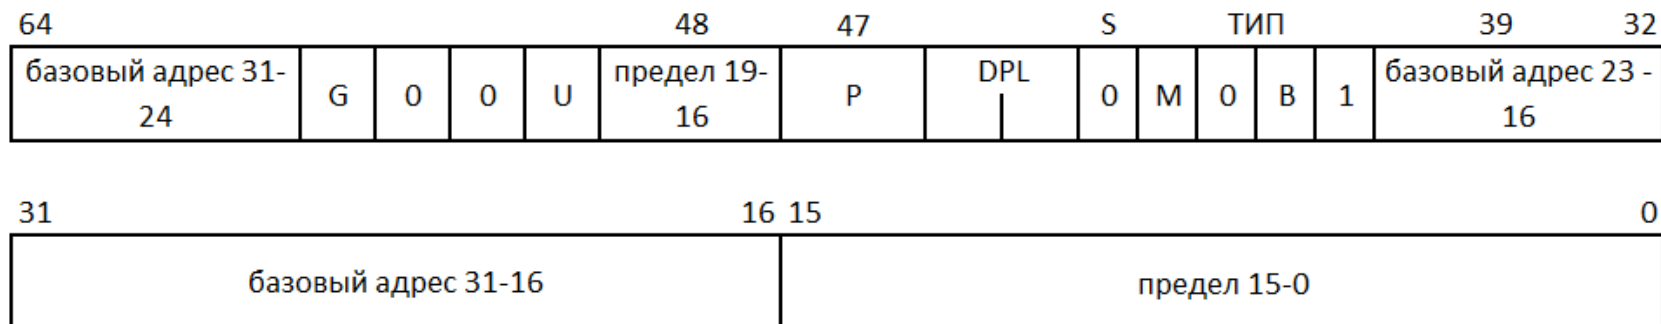 64 48 47 S ТИП 39 32
базовый адрес 31-
24
G 0 0 U
предел 19-
16
P
DPL
0 M 0 B 1
базовый адрес 23 -
16
31 16 15 0
базовый адрес 31-16 предел 15-0